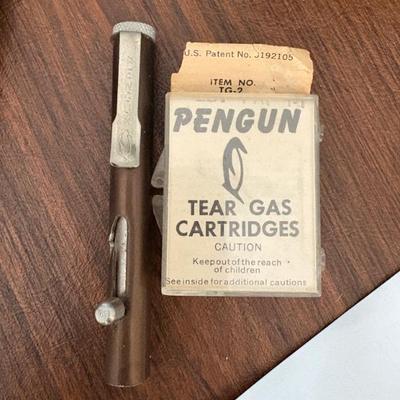 U.S. Patent No. 3192105
ITEM NO.
TG-2
PENGUN
TEAR GAS
CARTRIDGES
CAUTION
Keep out of the reach
of children
See inside for additional cautions